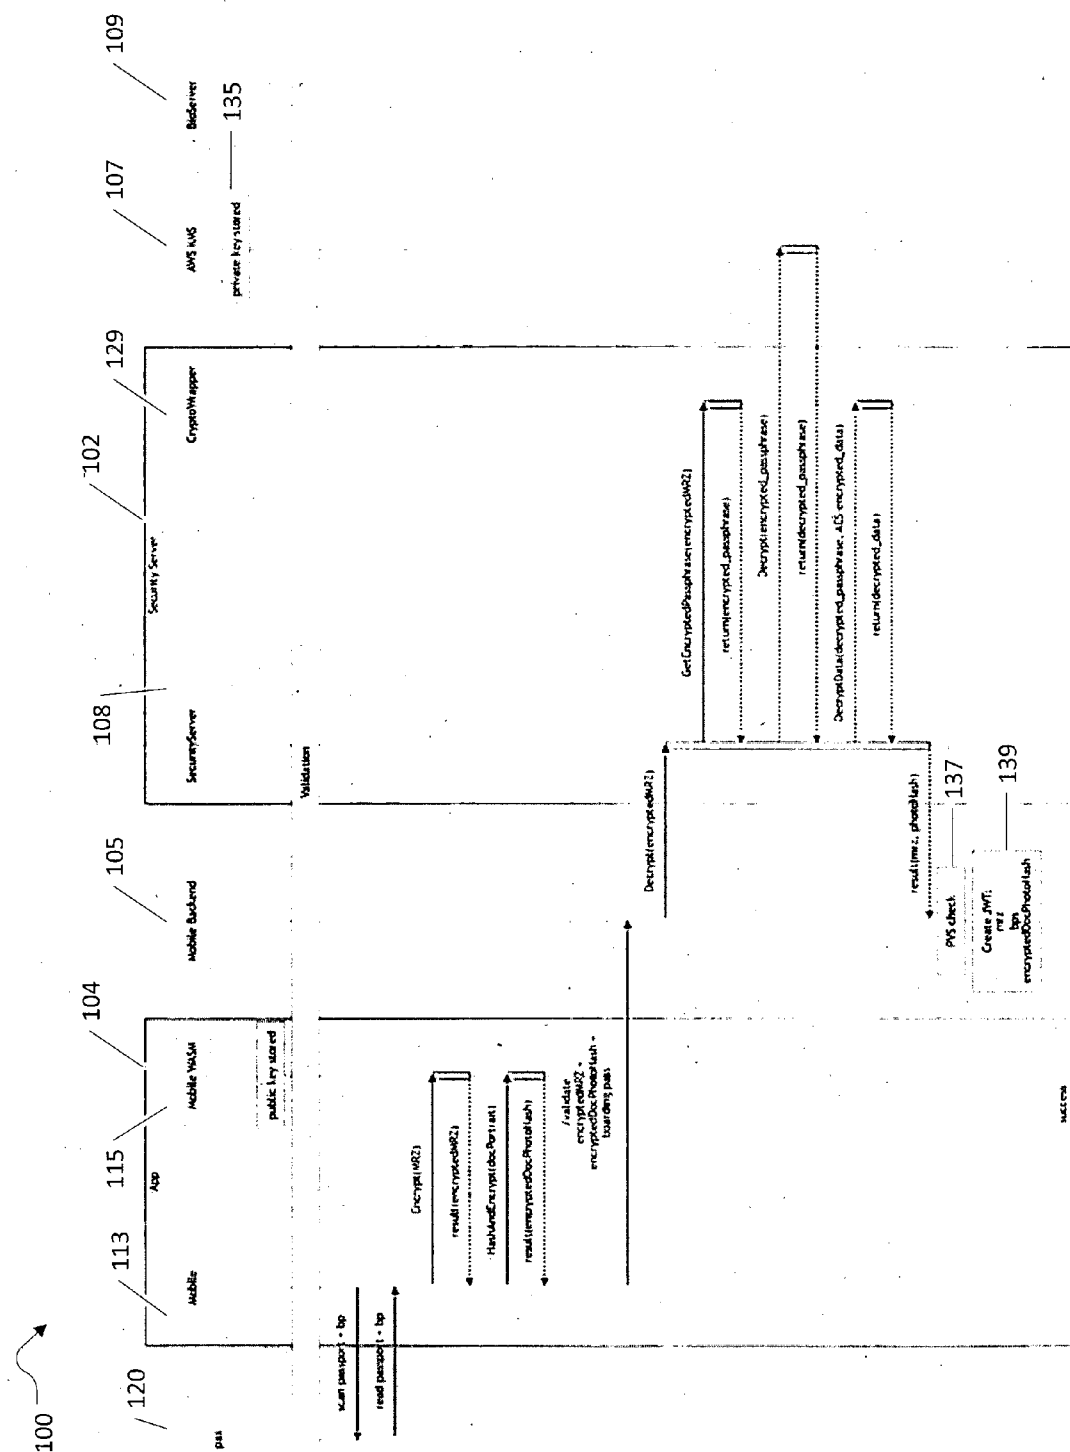 100
120
113
115
104
105
108
102
129
107
109
pax
App
Security Server
Mobile
Mobile WASM
Mobile Backend
SecurityServer
CryptoWrapper
AWS KMS
BioServer
public key stored
private key stored
135
Validation
scan passport + bp
read passport + bp
Encrypt(MRZ)
result(encryptedMRZ)
HashAndEncrypt(docPortrait)
result(encryptedDocPhotoHash)
/validate
encryptedMRZ +
encryptedDocPhotoHash +
boarding pass
Decrypt(encryptedMRZ)
GetEncryptedPassphrase(encryptedMRZ)
return(encrypted_passphrase)
Decrypt(encrypted_passphrase)
return(decrypted_passphrase)
DecryptData(decrypted_passphrase, AES encrypted_data)
return(decrypted_data)
result(mrz, photoHash)
PVS check
137
Create JWT:
mrz
bps
encryptedDocPhotoHash
139
success